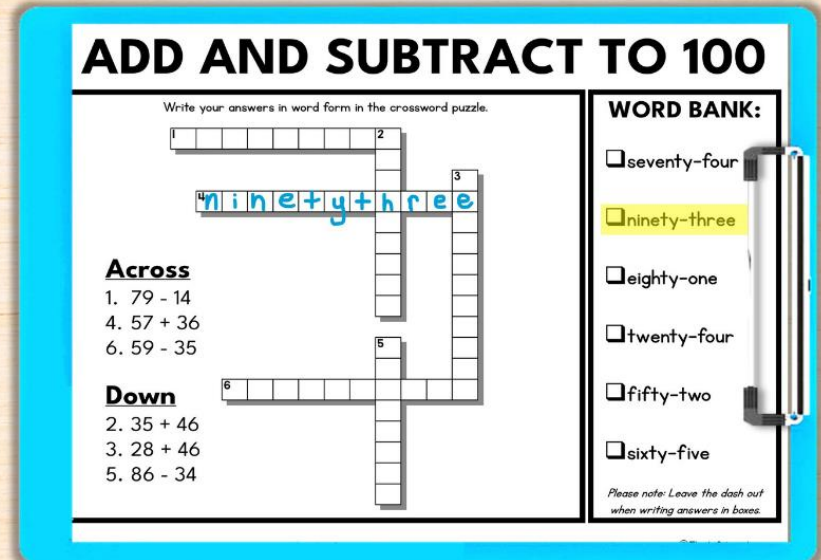 ADD AND SUBTRACT TO 100
Write your answers in word form in the crossword puzzle.
1
2
3
4 ninetythree
5
6
Across
1. 79 - 14
4. 57 + 36
6. 59 - 35
Down
2. 35 + 46
3. 28 + 46
5. 86 - 34
WORD BANK:
seventy-four
ninety-three
eighty-one
twenty-four
fifty-two
sixty-five
Please note: Leave the dash out
when writing answers in boxes.